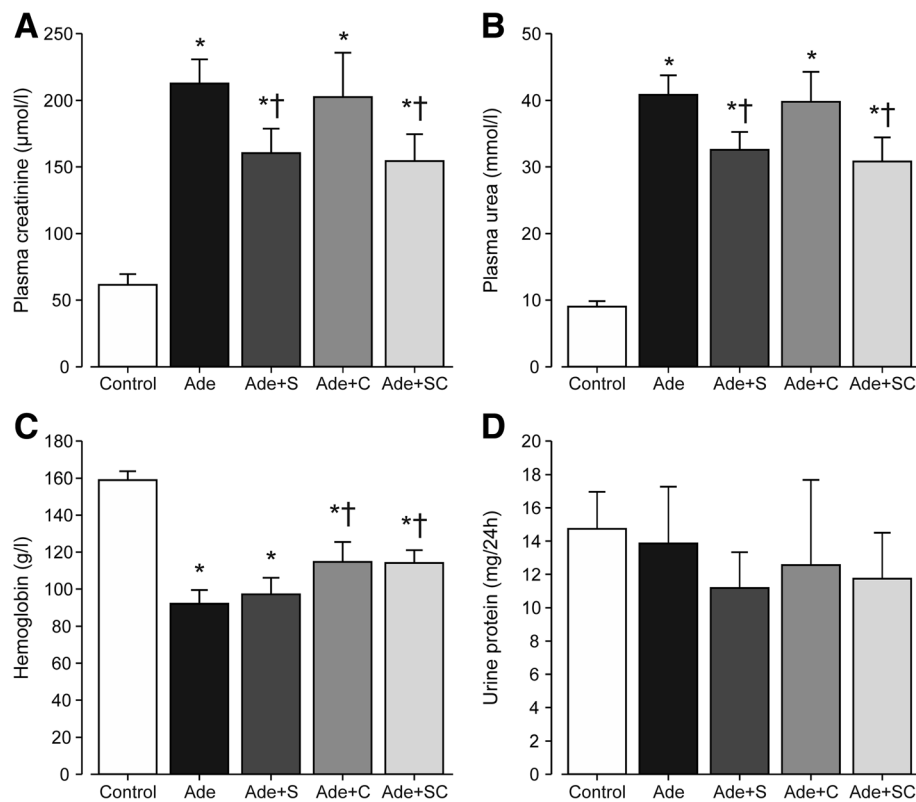 A
Plasma creatinine (µmol/l)
250
200
150
100
50
0
* * *† * *†
Control Ade Ade+S Ade+C Ade+SC
B
Plasma urea (mmol/l)
50
40
30
20
10
0
* *† * *†
Control Ade Ade+S Ade+C Ade+SC
C
Hemoglobin (g/l)
180
160
140
120
100
80
60
40
20
0
* * *† *†
Control Ade Ade+S Ade+C Ade+SC
D
Urine protein (mg/24h)
20
18
16
14
12
10
8
6
4
2
0
Control Ade Ade+S Ade+C Ade+SC